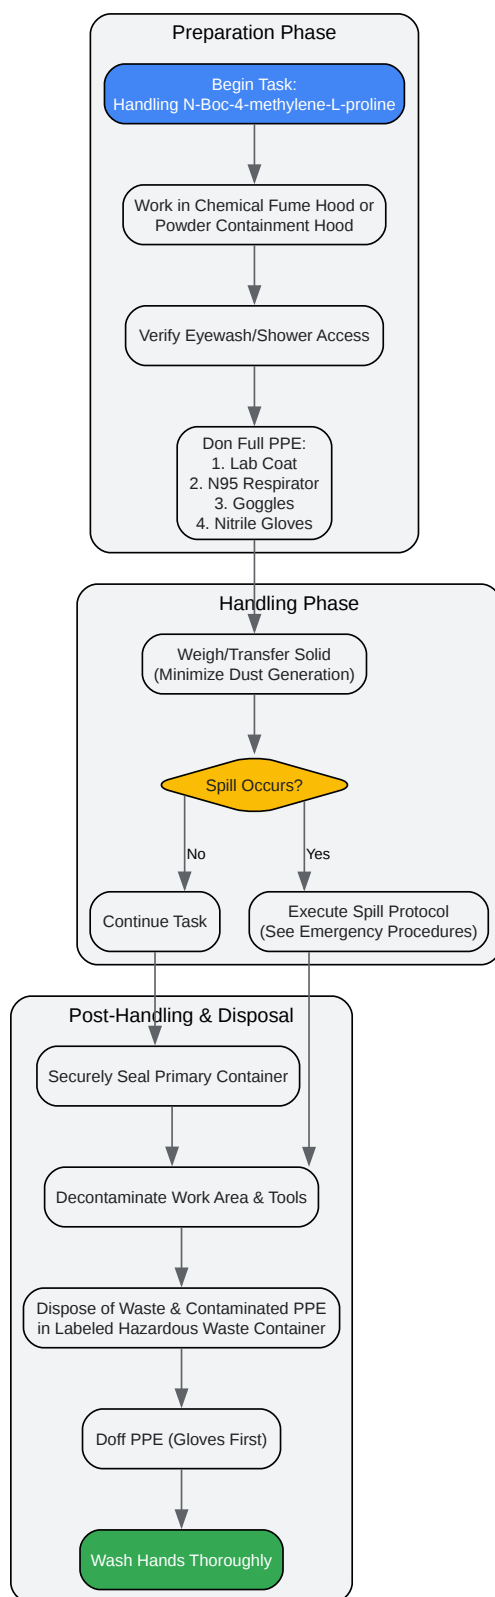 Preparation Phase
Begin Task:
Handling N-Boc-4-methylene-L-proline
Work in Chemical Fume Hood or
Powder Containment Hood
Verify Eyewash/Shower Access
Don Full PPE:
1. Lab Coat
2. N95 Respirator
3. Goggles
4. Nitrile Gloves
Handling Phase
Weigh/Transfer Solid
(Minimize Dust Generation)
Spill Occurs?
No
Yes
Continue Task
Execute Spill Protocol
(See Emergency Procedures)
Post-Handling & Disposal
Securely Seal Primary Container
Decontaminate Work Area & Tools
Dispose of Waste & Contaminated PPE
in Labeled Hazardous Waste Container
Doff PPE (Gloves First)
Wash Hands Thoroughly